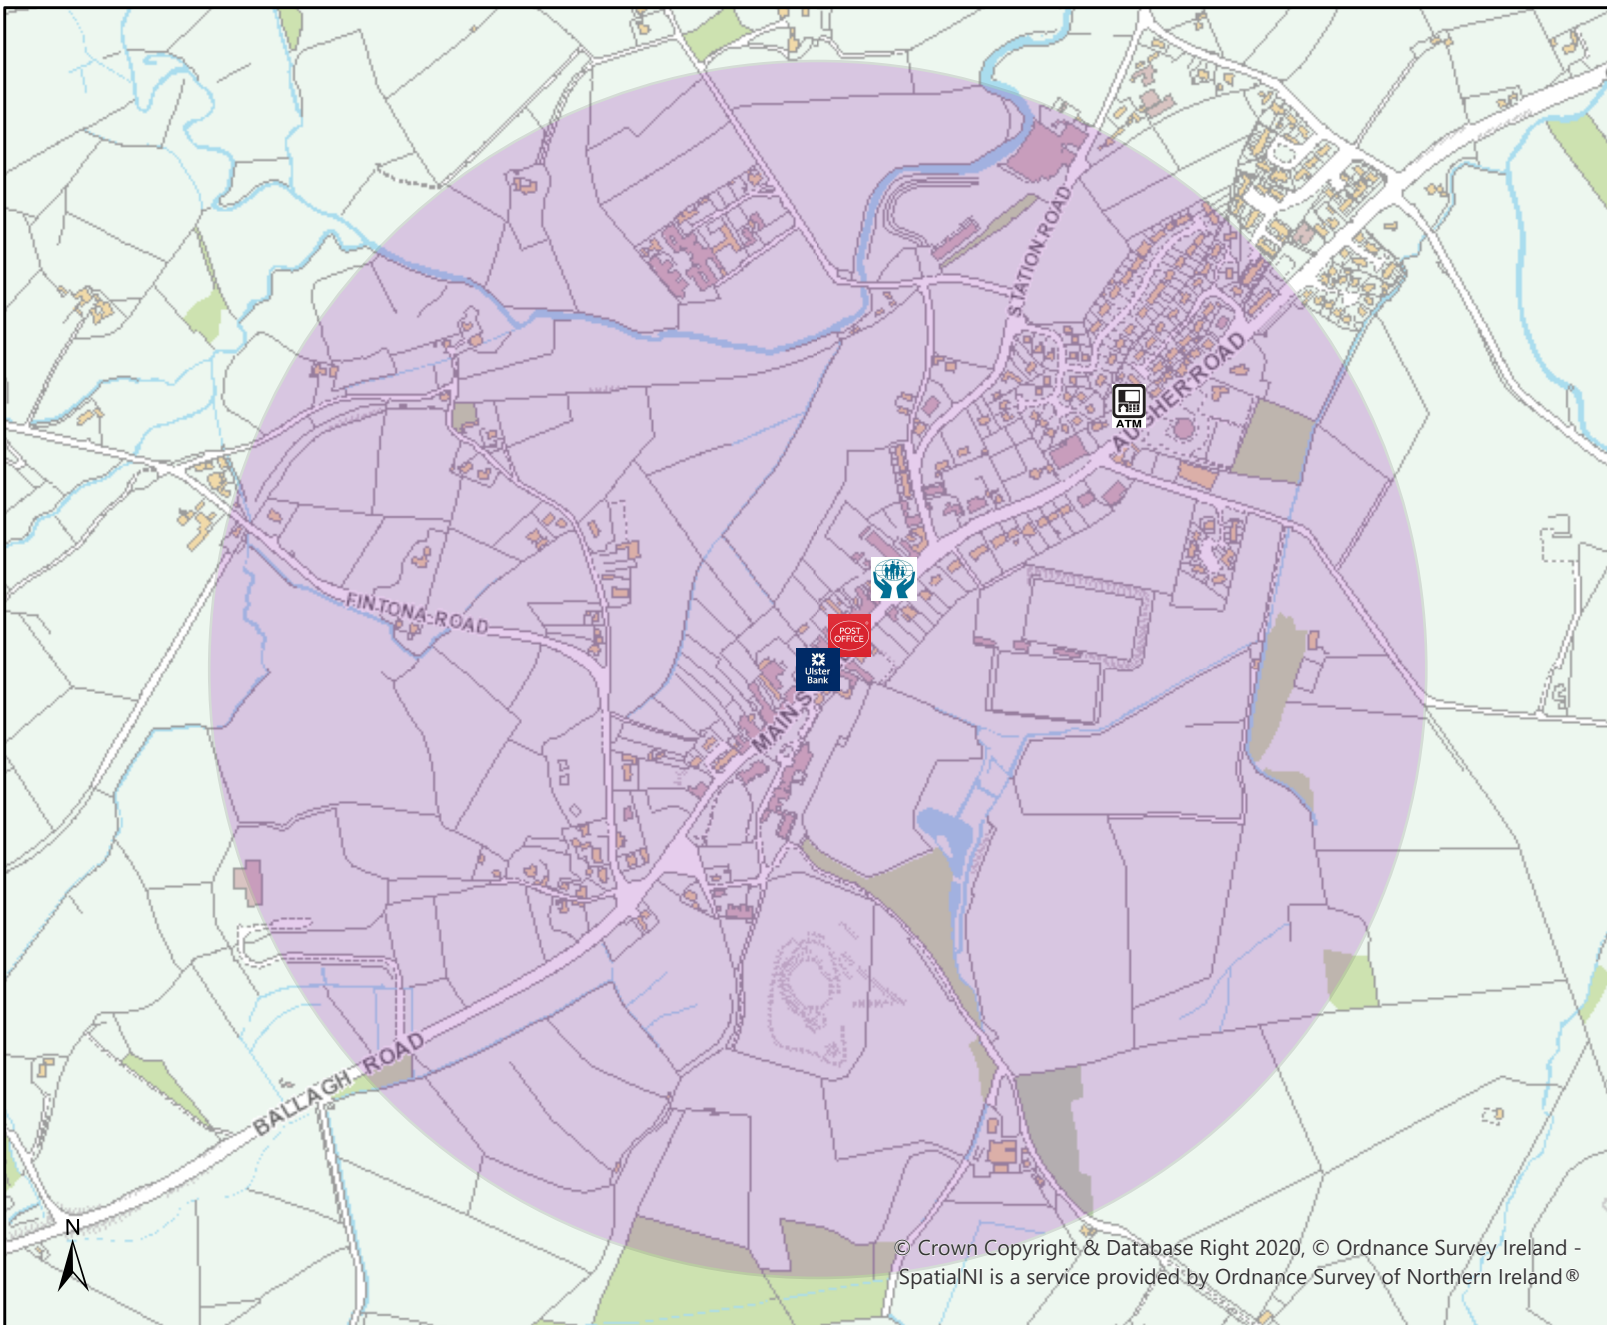 STATION ROAD
AUGHER ROAD
ATM
FINTONA ROAD
POST
OFFICE
Ulster
Bank
MAIN S
BALLAGH ROAD
N
© Crown Copyright & Database Right 2020, © Ordnance Survey Ireland -
SpatialNI is a service provided by Ordnance Survey of Northern Ireland®